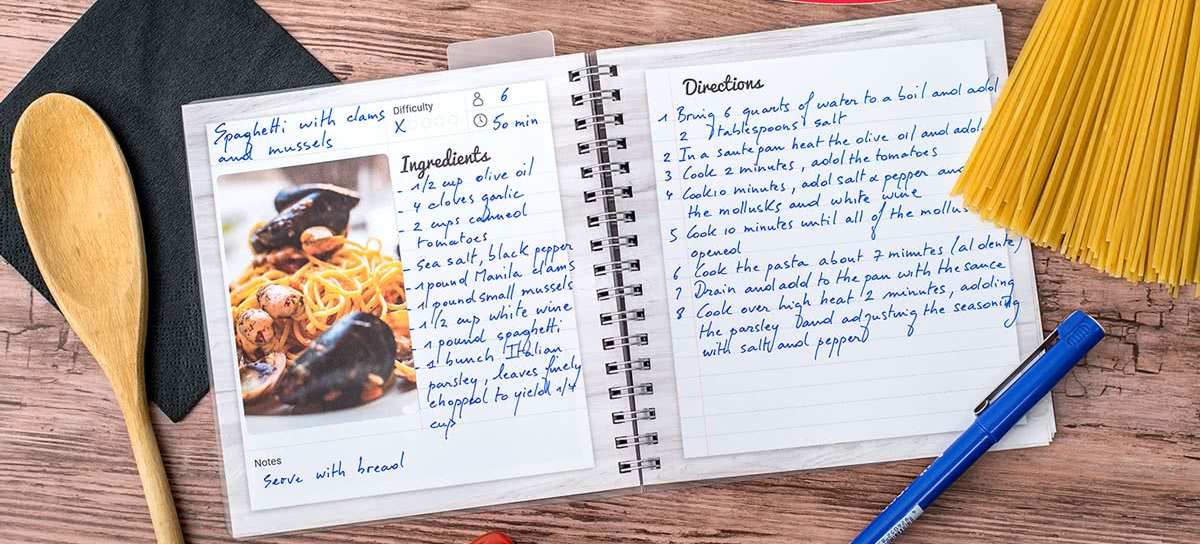 Spaghetti with clams
and mussels
Difficulty
X
6
50 min
Ingredients
- 1/2 cup olive oil
- 4 cloves garlic
- 2 cups canned
tomatoes
- Sea salt, black pepper
- 1 pound Manila clams
- 1 pound small mussels
- 1/2 cup white wine
- 1 pound spaghetti
- 1 bunch Italian
parsley, leaves finely
chopped to yield 1/4
cup
Notes
Serve with bread
Directions
1 Bring 6 quarts of water to a boil and add
2 tablespoons salt
2 In a saute pan heat the olive oil and add
3 Cook 2 minutes, add the tomatoes
4 Cook 10 minutes, add salt & pepper and
the mollusks and white wine
5 Cook 10 minutes until all of the
opened
6 Cook the pasta about 7 minutes (al dente)
7 Drain and add to the pan with the sauce
8 Cook over high heat 2 minutes, adding
the parsley and adjusting the seasoning
with salt and pepper